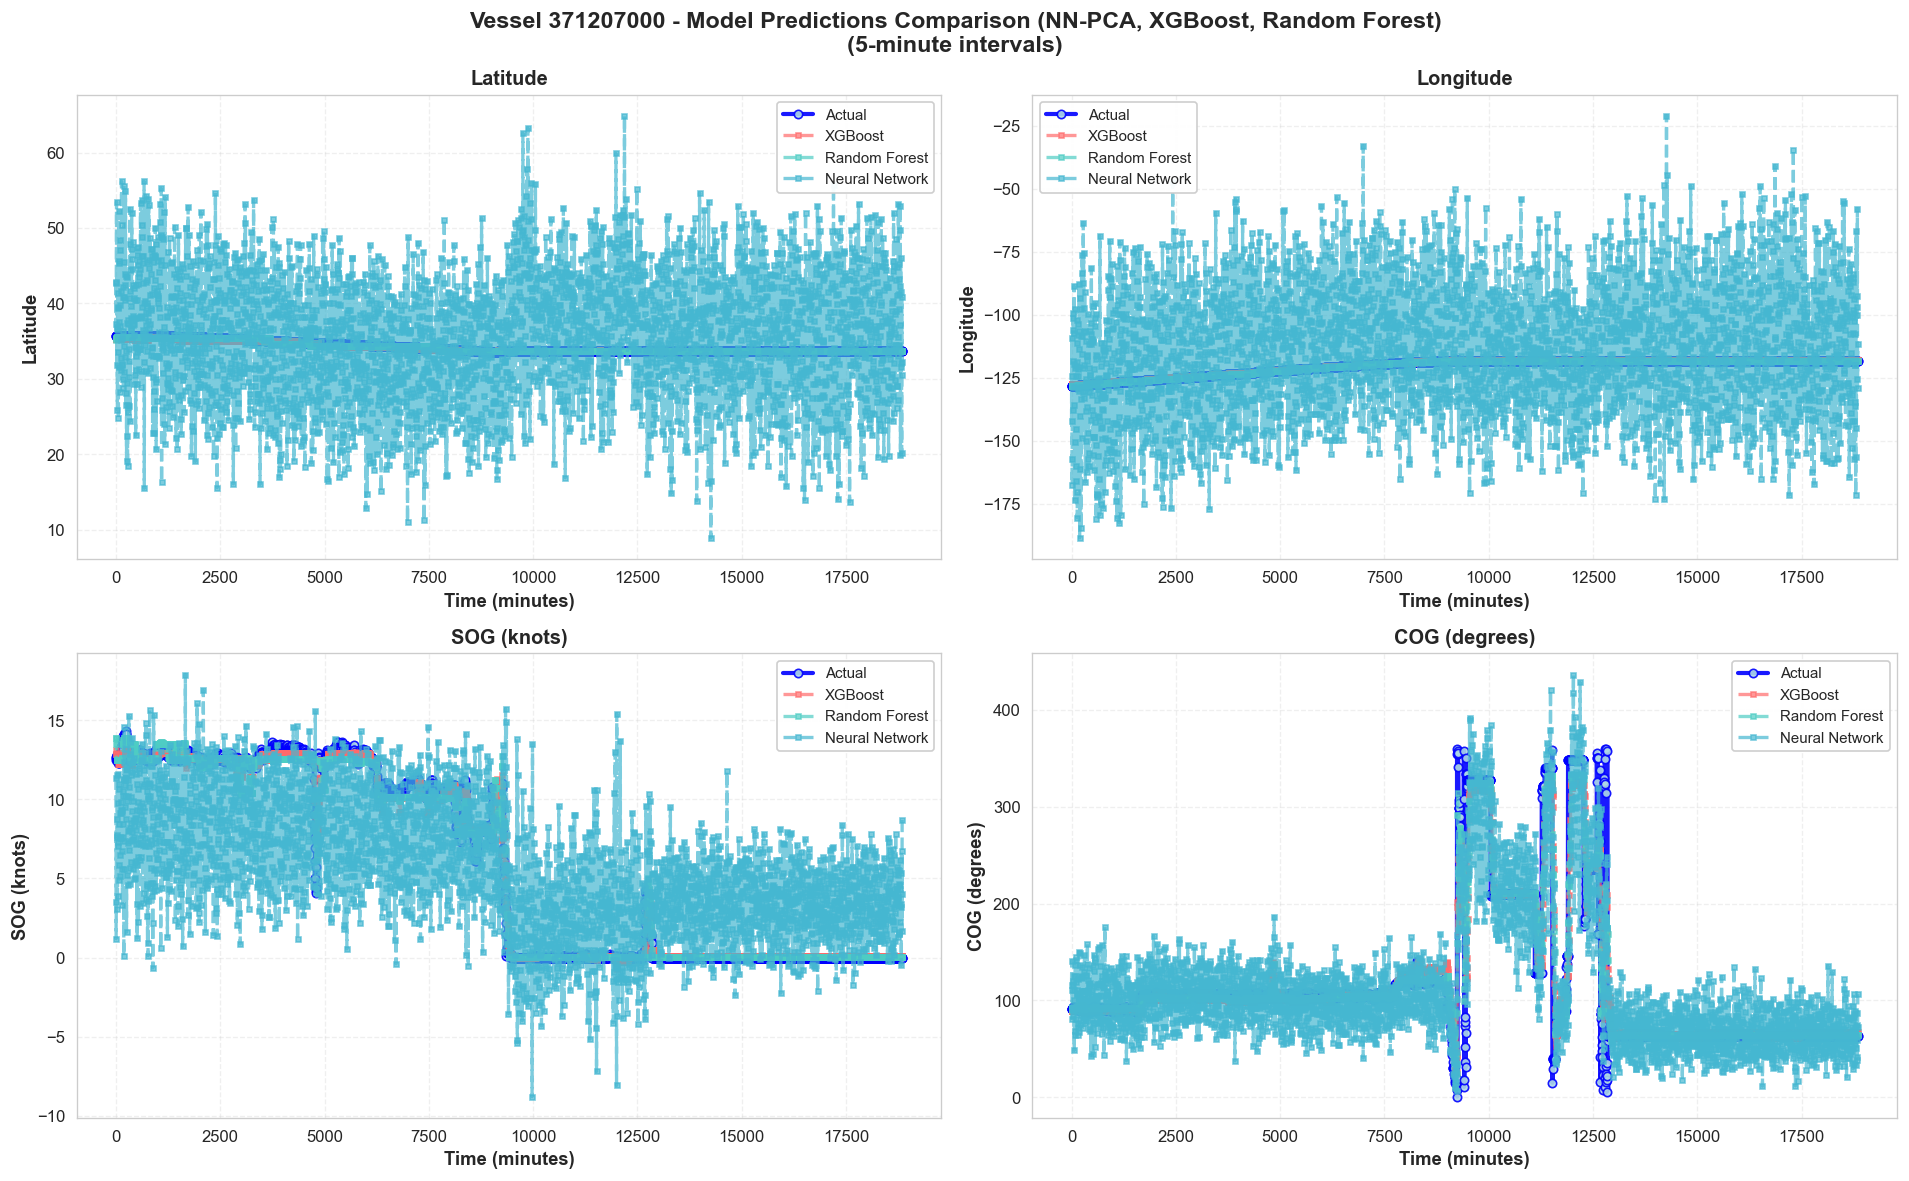 Vessel 371207000 - Model Predictions Comparison (NN-PCA, XGBoost, Random Forest)
(5-minute intervals)
Latitude
Actual
XGBoost
Random Forest
Neural Network
60
50
40
30
20
10
Latitude
0 2500 5000 7500 10000 12500 15000 17500
Time (minutes)
Longitude
Actual
XGBoost
Random Forest
Neural Network
−25
−50
−75
−100
−125
−150
−175
Longitude
0 2500 5000 7500 10000 12500 15000 17500
Time (minutes)
SOG (knots)
Actual
XGBoost
Random Forest
Neural Network
15
10
5
0
−5
−10
SOG (knots)
0 2500 5000 7500 10000 12500 15000 17500
Time (minutes)
COG (degrees)
Actual
XGBoost
Random Forest
Neural Network
400
300
200
100
0
COG (degrees)
0 2500 5000 7500 10000 12500 15000 17500
Time (minutes)